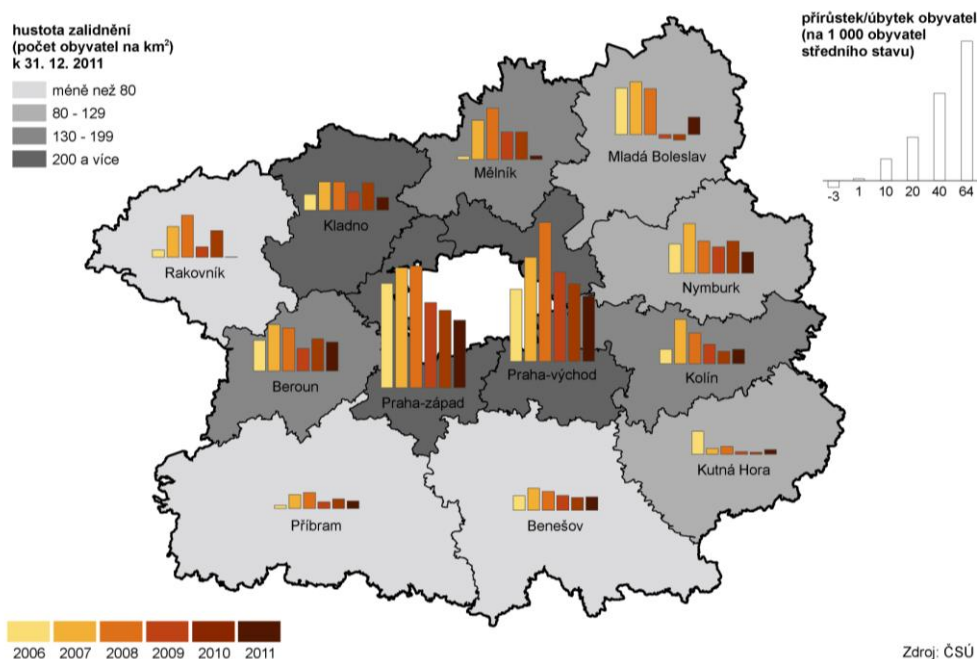 hustota zalidnění
(počet obyvatel na km²)
k 31. 12. 2011
méně než 80
80 - 129
130 - 199
200 a více
přírůstek/úbytek obyvatel
(na 1 000 obyvatel
středního stavu)
-3 1 10 20 40 64
Mělník
Mladá Boleslav
Kladno
Rakovník
Nymburk
Praha-východ
Kolín
Beroun
Praha-západ
Kutná Hora
Příbram
Benešov
2006 2007 2008 2009 2010 2011
Zdroj: ČSÚ